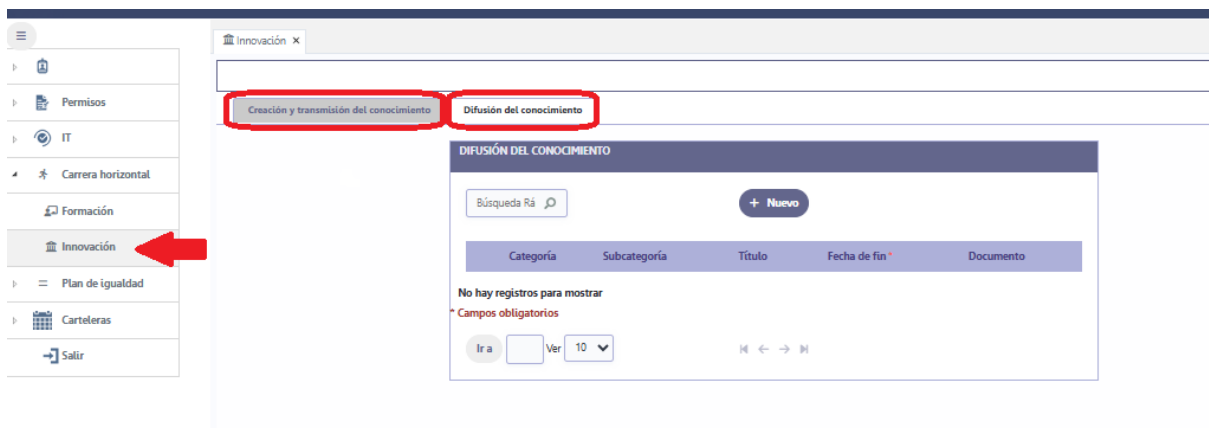 Innovación ×
Permisos
IT
Carrera horizontal
Formación
Innovación
Plan de igualdad
Carteleras
Salir
Creación y transmisión del conocimiento
Difusión del conocimiento
DIFUSIÓN DEL CONOCIMIENTO
Búsqueda Rá
+ Nuevo
Categoría Subcategoría Título Fecha de fin * Documento
No hay registros para mostrar
* Campos obligatorios
Ir a Ver 10